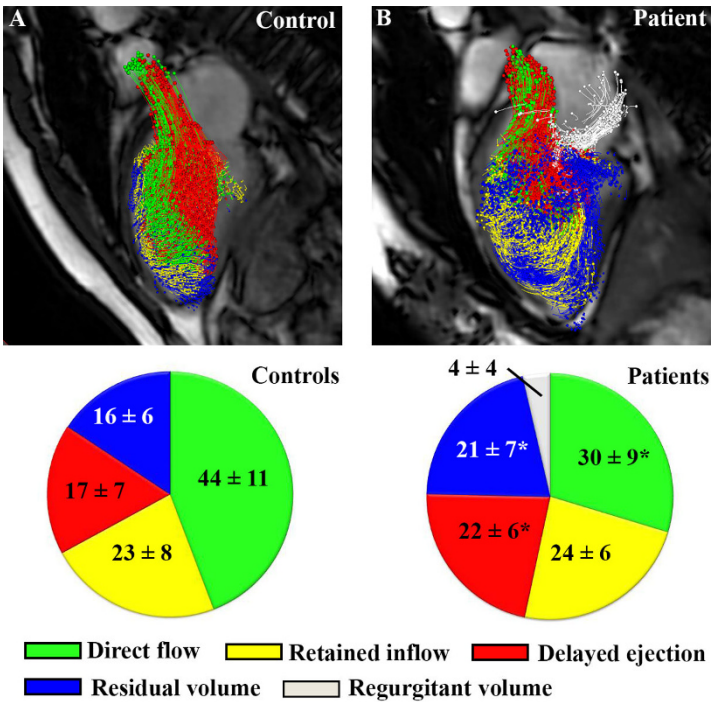 A Control
B Patient
Controls
16 ± 6
44 ± 11
17 ± 7
23 ± 8
4 ± 4
Patients
21 ± 7*
30 ± 9*
22 ± 6*
24 ± 6
Direct flow
Retained inflow
Delayed ejection
Residual volume
Regurgitant volume